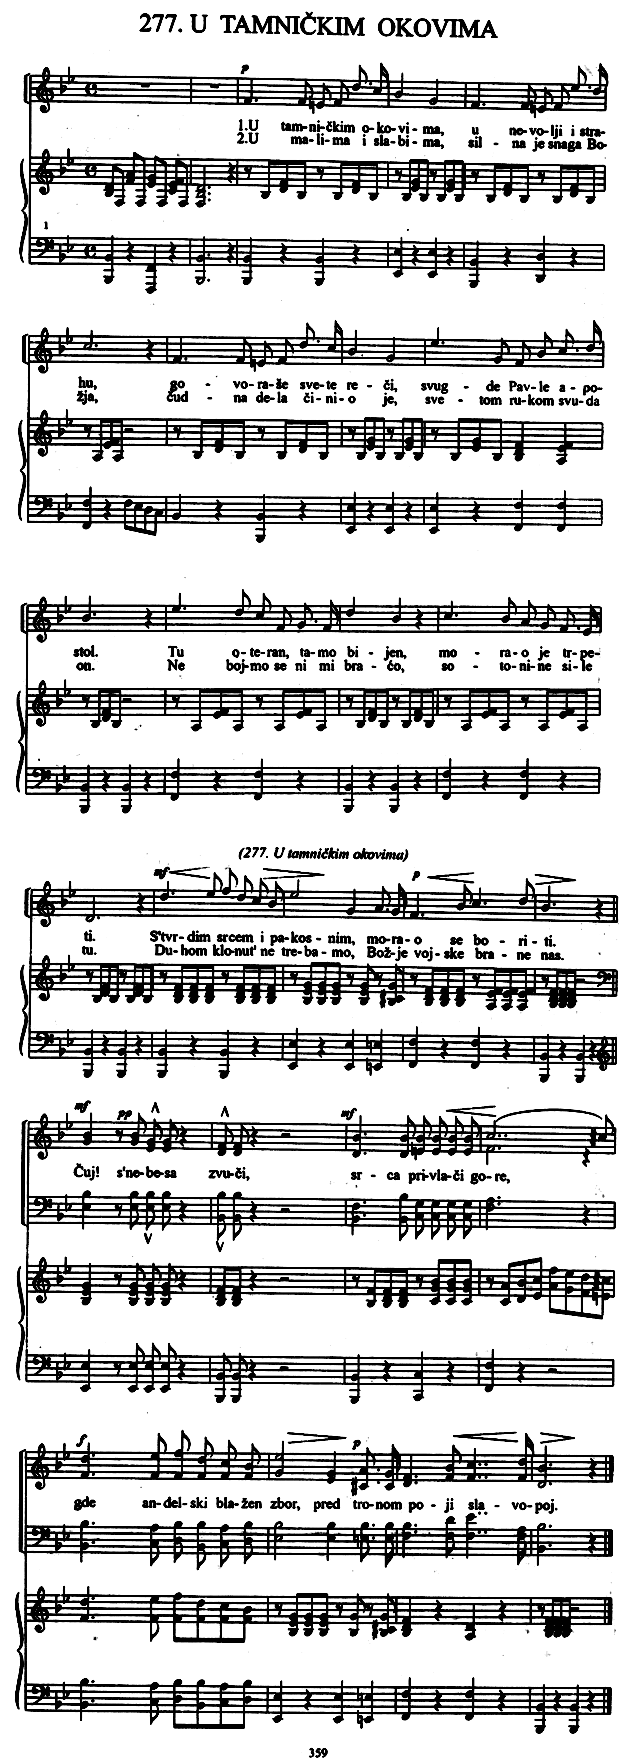 277. U TAMNIČKIM OKOVIMA
p
1.U tam-ni-čkim o-ko-vi-ma, u ne-vo-lji i stra-
2.U ma-li-ma i sla-bi-ma, sil-na je snaga Bo-
1
hu, go-vo-ra-še sve-te re-či, svug-de Pav-le a-po-
žja, čud-na de-la či-ni-o je, sve-tom ru-kom svu-da
stol. Tu o-te-ran, ta-mo bi-jen, mo-ra-o je tr-pe-
on. Ne boj-mo se ni mi bra-ćo, so-to-ni-ne si-le
(277. U tamničkim okovima)
mf p
ti. S'tvr-dim srcem i pa-kos-nim, mo-ra-o se bo-ri-ti.
tu. Du-hom klo-nut' ne tre-ba-mo, Bož-je voj-ske bra-ne nas.
mf pp mf
Čuj! s'ne-be-sa zvu-či, sr-ca pri-vla-či go-re,
f p
gde an-đel-ski bla-žen zbor, pred tro-nom po-ji sla-vo-poj.
359